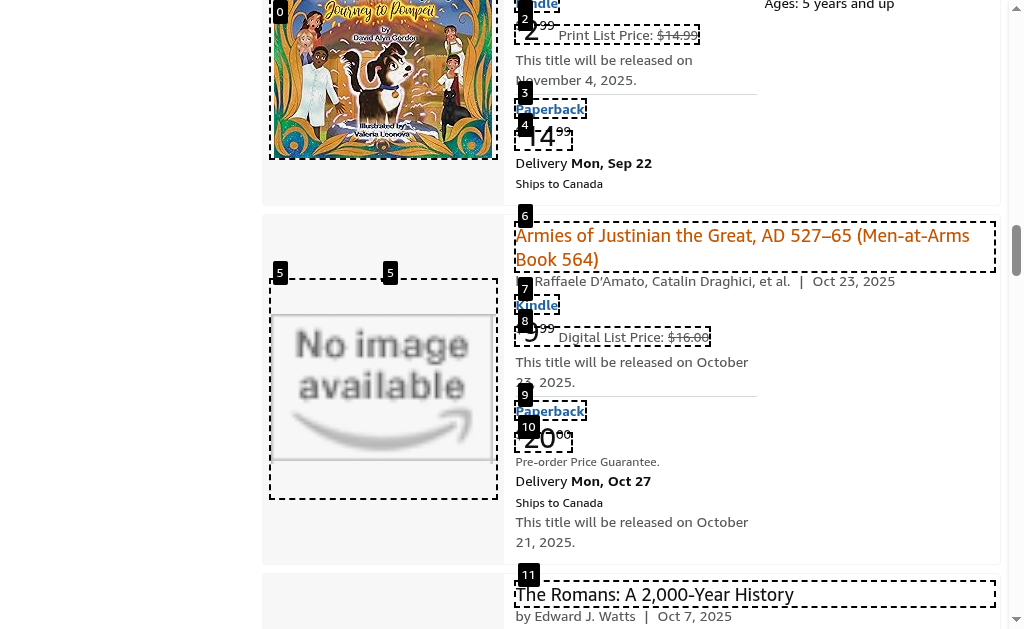 0
Journey to Pompeii
by
David Alyn Gordon
Illustrated by
Valeria Leonova
Kindle
Ages: 5 years and up
2
2.99 Print List Price: $14.99
This title will be released on
November 4, 2025.
3
Paperback
4
14.99
Delivery Mon, Sep 22
Ships to Canada
5
5
6
Armies of Justinian the Great, AD 527–65 (Men-at-Arms
Book 564)
by Raffaele D'Amato, Catalin Draghici, et al. | Oct 23, 2025
7
Kindle
8
9.99 Digital List Price: $16.00
This title will be released on October
23, 2025.
No image
available
9
Paperback
10
20.00
Pre-order Price Guarantee.
Delivery Mon, Oct 27
Ships to Canada
This title will be released on October
21, 2025.
11
The Romans: A 2,000-Year History
by Edward J. Watts | Oct 7, 2025